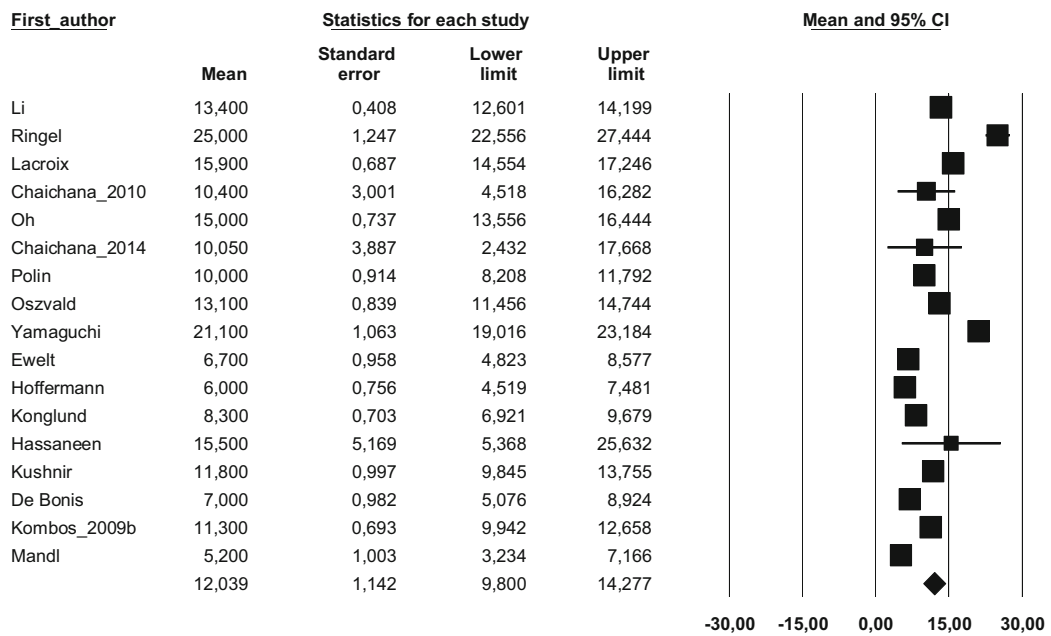 First_author Statistics for each study Mean and 95% CI
Mean Standard error Lower limit Upper limit
Li 13,400 0,408 12,601 14,199
Ringel 25,000 1,247 22,556 27,444
Lacroix 15,900 0,687 14,554 17,246
Chaichana_2010 10,400 3,001 4,518 16,282
Oh 15,000 0,737 13,556 16,444
Chaichana_2014 10,050 3,887 2,432 17,668
Polin 10,000 0,914 8,208 11,792
Oszvald 13,100 0,839 11,456 14,744
Yamaguchi 21,100 1,063 19,016 23,184
Ewelt 6,700 0,958 4,823 8,577
Hoffermann 6,000 0,756 4,519 7,481
Konglund 8,300 0,703 6,921 9,679
Hassaneen 15,500 5,169 5,368 25,632
Kushnir 11,800 0,997 9,845 13,755
De Bonis 7,000 0,982 5,076 8,924
Kombos_2009b 11,300 0,693 9,942 12,658
Mandl 5,200 1,003 3,234 7,166
12,039 1,142 9,800 14,277
-30,00 -15,00 0,00 15,00 30,00